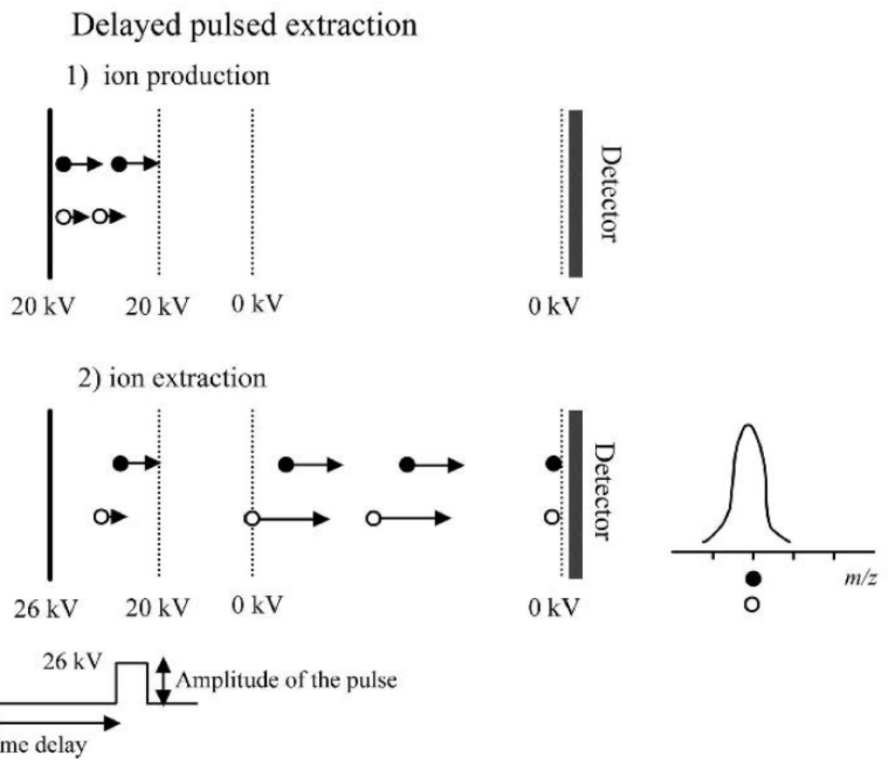 Delayed pulsed extraction
1) ion production
Detector
20 kV 20 kV 0 kV 0 kV
2) ion extraction
Detector
m/z
26 kV 20 kV 0 kV 0 kV
26 kV
Amplitude of the pulse
me delay